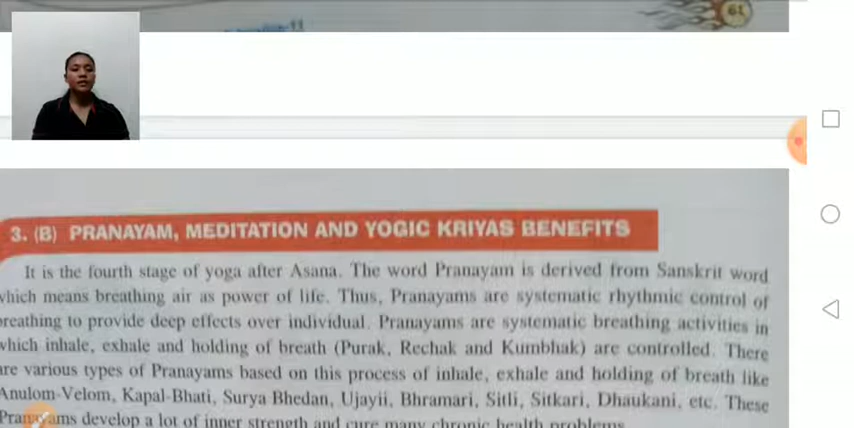 61
3. (B) PRANAYAM, MEDITATION AND YOGIC KRIYAS BENEFITS
It is the fourth stage of yoga after Asana. The word Pranayam is derived from Sanskrit word
which means breathing air as power of life. Thus, Pranayams are systematic rhythmic control of
breathing to provide deep effects over individual. Pranayams are systematic breathing activities in
which inhale, exhale and holding of breath (Purak, Rechak and Kumbhak) are controlled. There
are various types of Pranayams based on this process of inhale, exhale and holding of breath like
Anulom-Velom, Kapal-Bhati, Surya Bhedan, Ujayii, Bhramari, Sitli, Sitkari, Dhaukani, etc. These
Pranayams develop a lot of inner strength and cure many chronic health problems